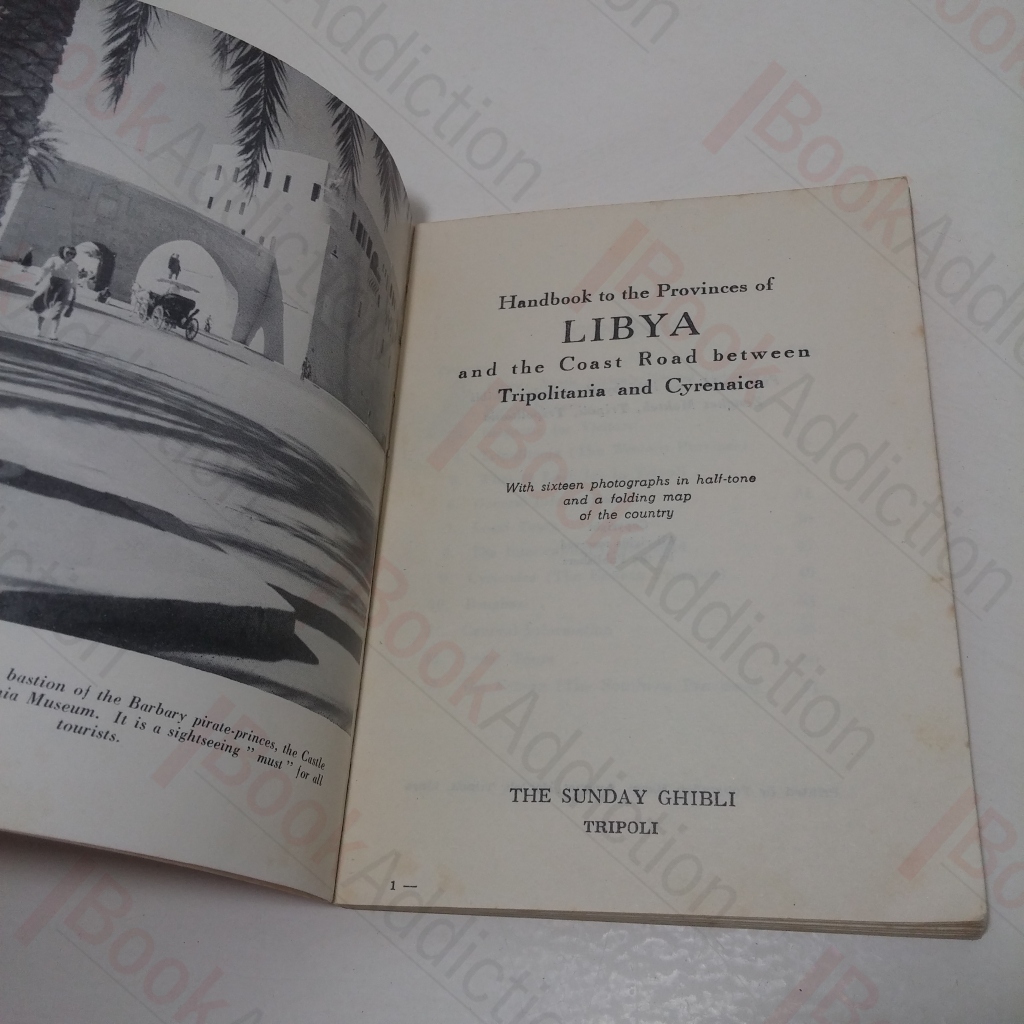 bastion of the Barbary pirate-princes, the Castle
nia Museum. It is a sightseeing "must" for all
tourists.
Handbook to the Provinces of
LIBYA
and the Coast Road between
Tripolitania and Cyrenaica
With sixteen photographs in half-tone
and a folding map
of the country
THE SUNDAY GHIBLI
TRIPOLI
1 —
BookAddiction